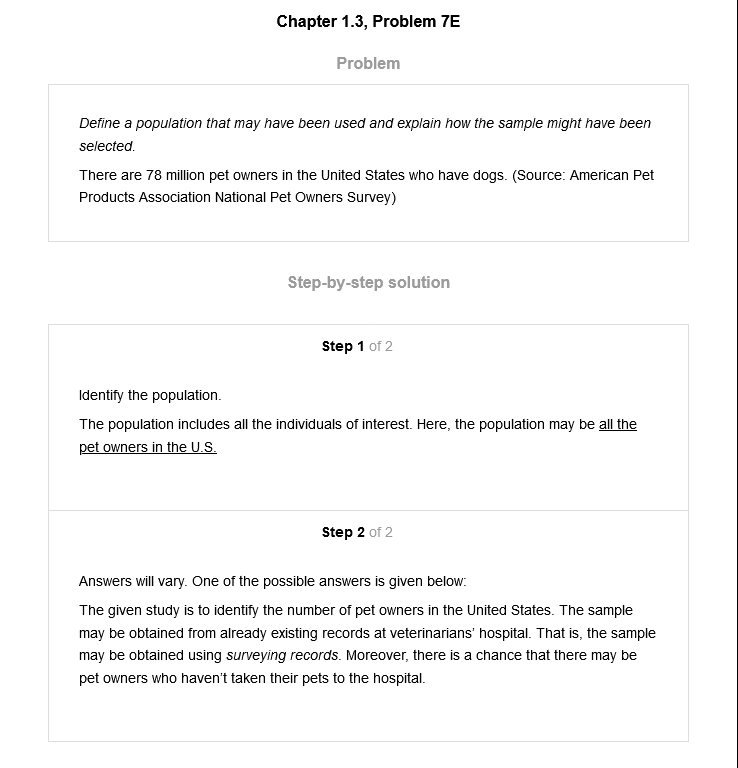 Chapter 1.3, Problem 7E
Problem
Define a population that may have been used and explain how the sample might have been
selected.
There are 78 million pet owners in the United States who have dogs. (Source: American Pet
Products Association National Pet Owners Survey)
Step-by-step solution
Step 1 of 2
Identify the population.
The population includes all the individuals of interest. Here, the population may be all the
pet owners in the U.S.
Step 2 of 2
Answers will vary. One of the possible answers is given below:
The given study is to identify the number of pet owners in the United States. The sample
may be obtained from already existing records at veterinarians' hospital. That is, the sample
may be obtained using surveying records. Moreover, there is a chance that there may be
pet owners who haven't taken their pets to the hospital.